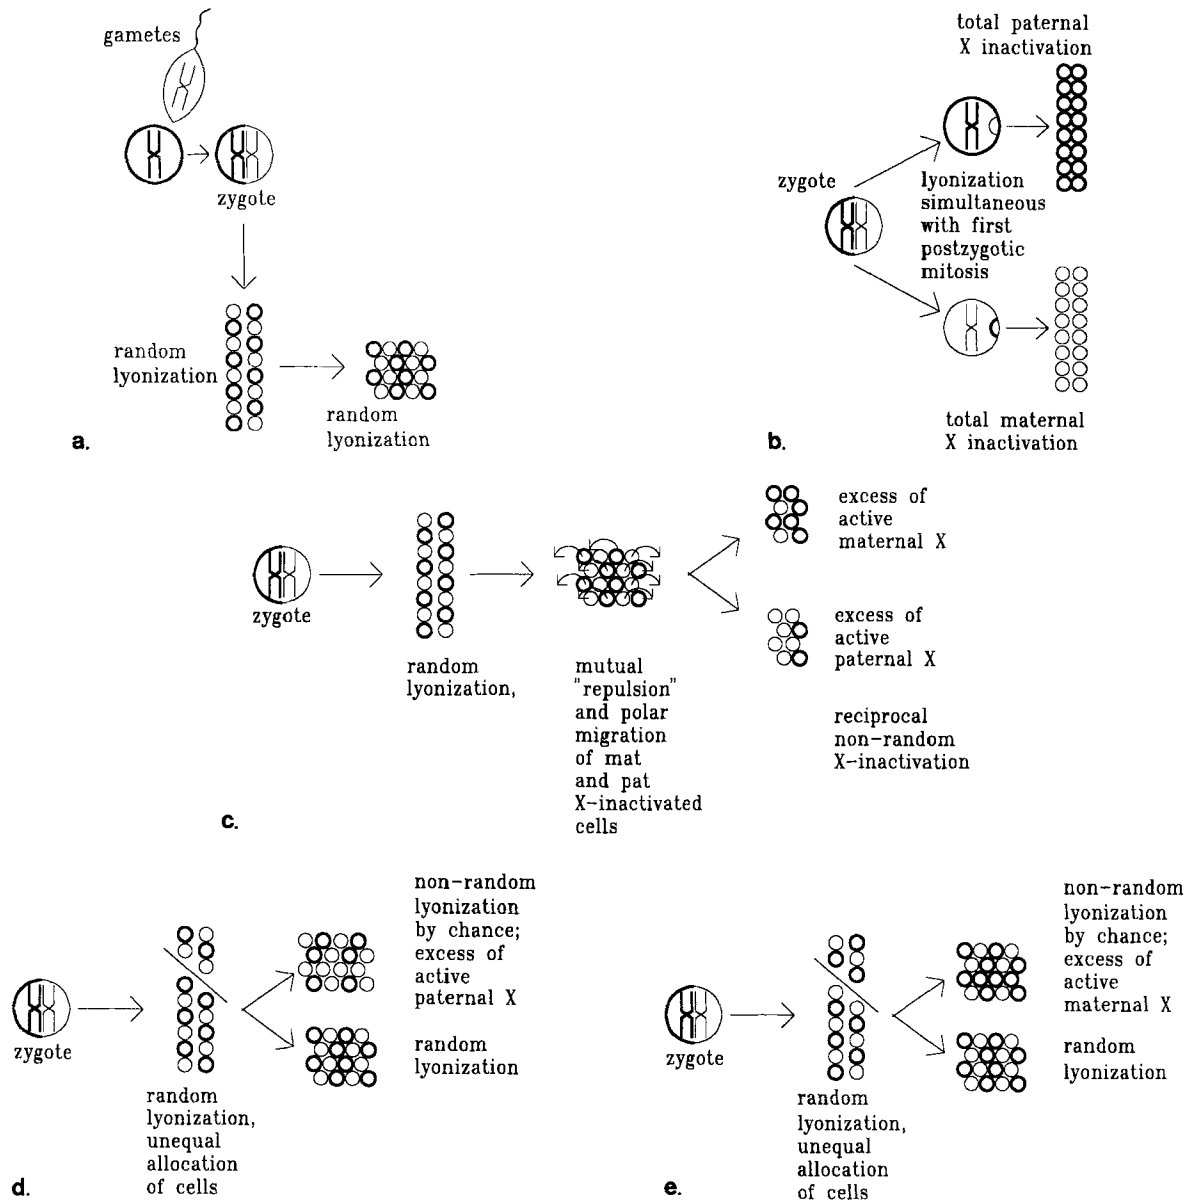 gametes
zygote
random
lyonization
random
lyonization
a.
total paternal
X inactivation
zygote
lyonization
simultaneous
with first
postzygotic
mitosis
total maternal
X inactivation
b.
zygote
random
lyonization,
mutual
"repulsion"
and polar
migration
of mat
and pat
X-inactivated
cells
excess of
active
maternal X
excess of
active
paternal X
reciprocal
non-random
X-inactivation
c.
zygote
random
lyonization,
unequal
allocation
of cells
non-random
lyonization
by chance;
excess of
active
paternal X
random
lyonization
d.
zygote
random
lyonization,
unequal
allocation
of cells
non-random
lyonization
by chance;
excess of
active
maternal X
random
lyonization
e.